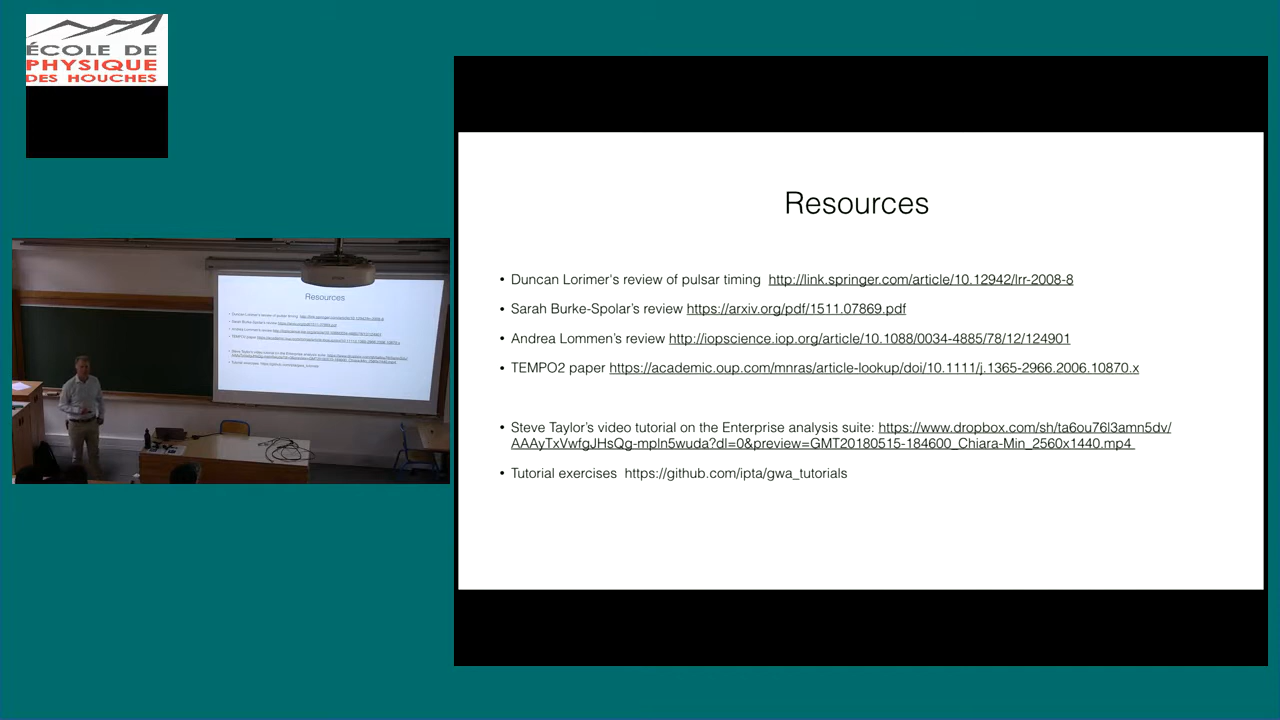 ÉCOLE DE
PHYSIQUE
DES HOUCHES
Resources
• Duncan Lorimer's review of pulsar timing http://link.springer.com/article/10.12942/lrr-2008-8
• Sarah Burke-Spolar's review https://arxiv.org/pdf/1511.07869.pdf
• Andrea Lommen's review http://iopscience.iop.org/article/10.1088/0034-4885/78/12/124901
• TEMPO2 paper https://academic.oup.com/mnras/article-lookup/doi/10.1111/j.1365-2966.2006.10870.x
• Steve Taylor's video tutorial on the Enterprise analysis suite: https://www.dropbox.com/sh/ta6ou76l3amn5dv/
AAAyTxVwfgJHsQg-mpln5wuda?dl=0&preview=GMT20180515-184600_Chiara-Min_2560x1440.mp4
• Tutorial exercises https://github.com/ipta/gwa_tutorials
Resources